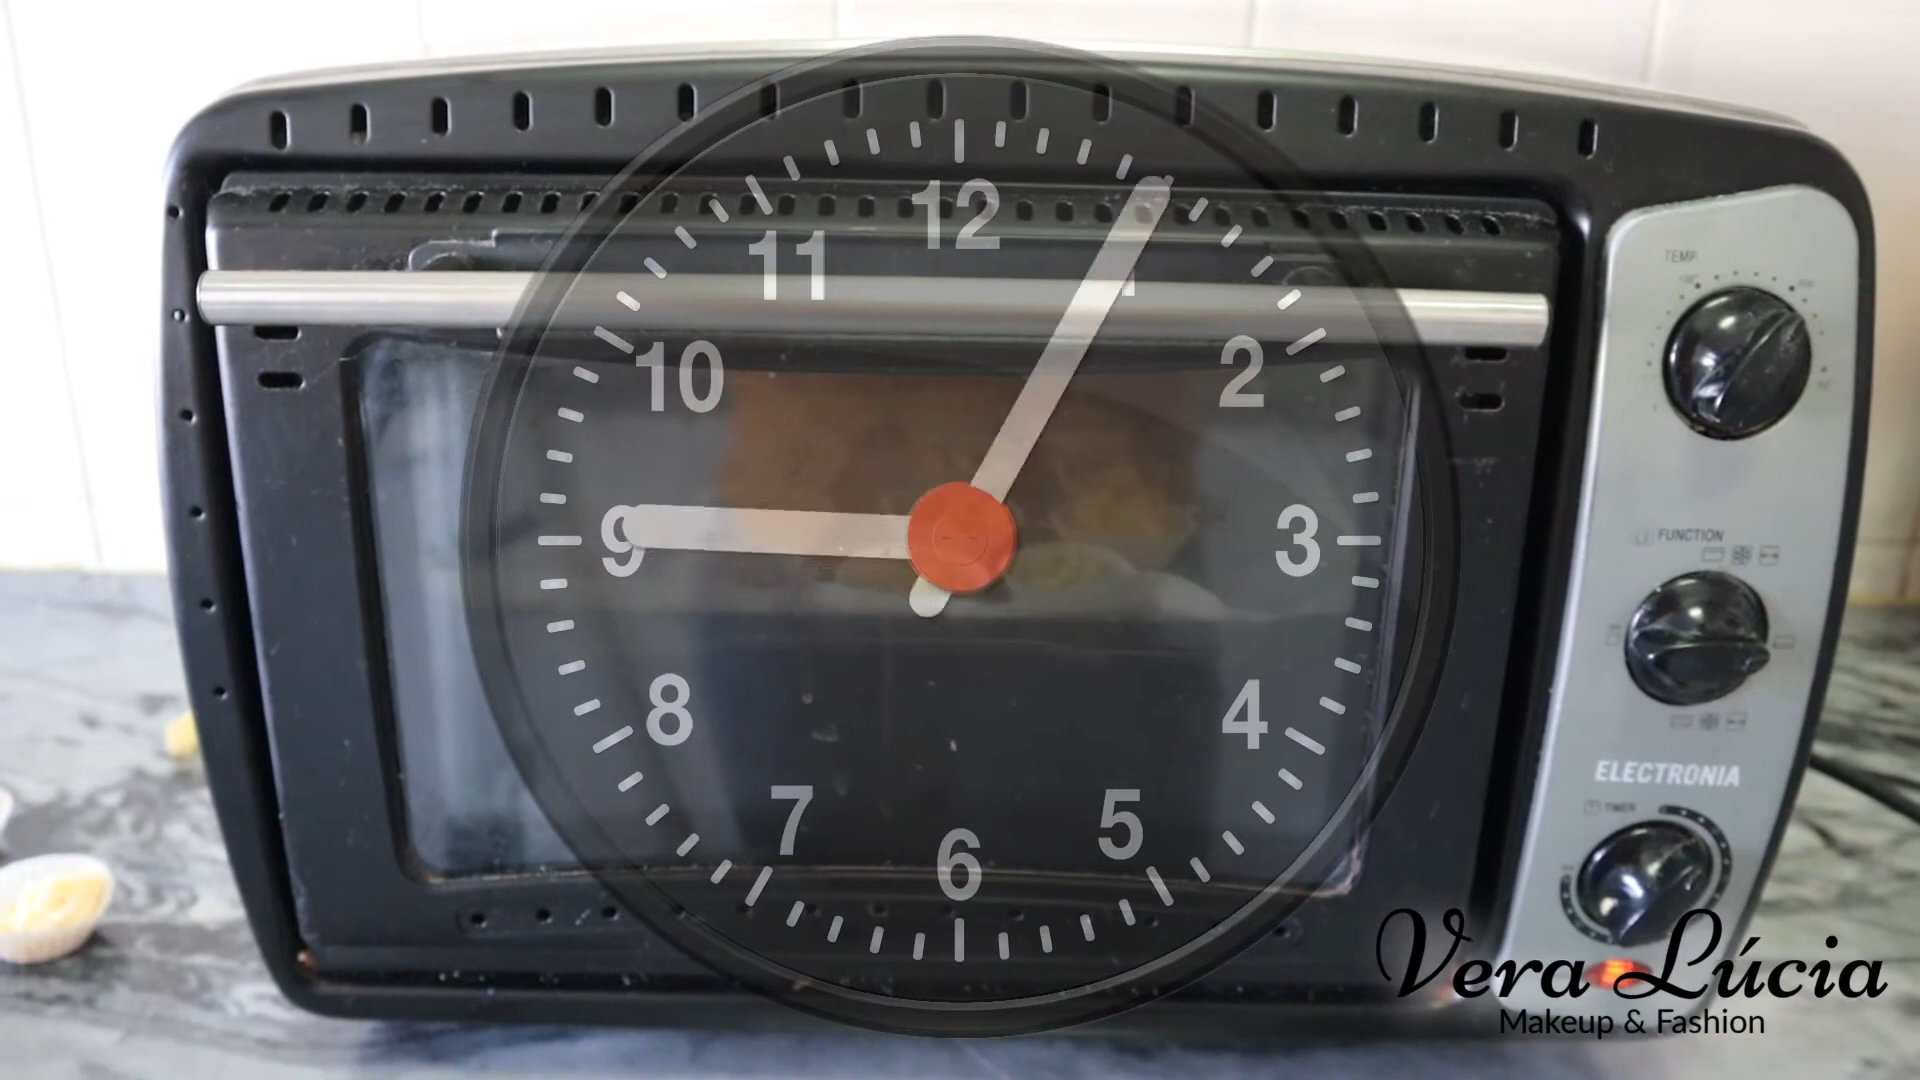 12
11
1
10
2
9
3
8
4
7
5
6
TEMP
FUNCTION
ELECTRONIA
TIMER
Vera Lúcia
Makeup & Fashion